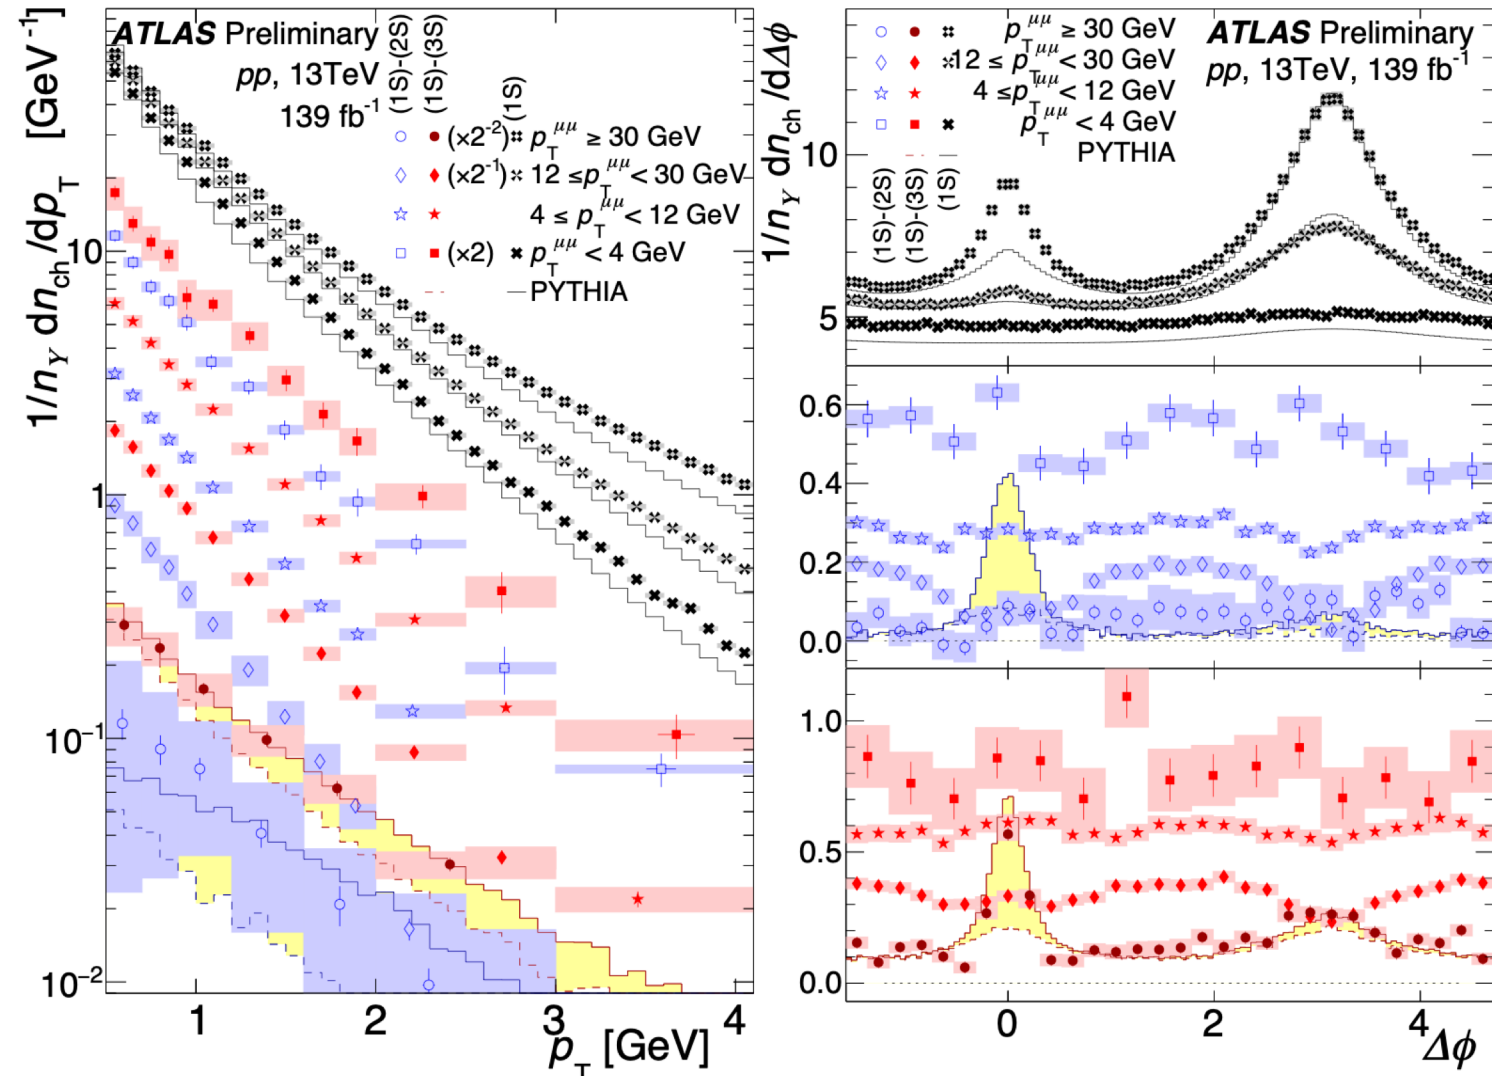 ATLAS Preliminary
pp, 13TeV
139 fb⁻¹
(1S)-(2S)
(1S)-(3S)
(1S)
(×2⁻²) p_T^μμ ≥ 30 GeV
(×2⁻¹) 12 ≤p_T^μμ < 30 GeV
4 ≤ p_T^μμ < 12 GeV
(×2) p_T^μμ < 4 GeV
PYTHIA
1/n_Υ dn_ch/dp_T [GeV⁻¹]
10
1
10⁻¹
10⁻²
1 2 3 4
p_T [GeV]
ATLAS Preliminary
pp, 13TeV, 139 fb⁻¹
p_T^μμ ≥ 30 GeV
12 ≤ p_T^μμ < 30 GeV
4 ≤p_T^μμ < 12 GeV
p_T^μμ < 4 GeV
PYTHIA
(1S)-(2S)
(1S)-(3S)
(1S)
1/n_Υ dn_ch/dΔϕ
10
5
0.6
0.4
0.2
0.0
1.0
0.5
0.0
0 2 4
Δϕ